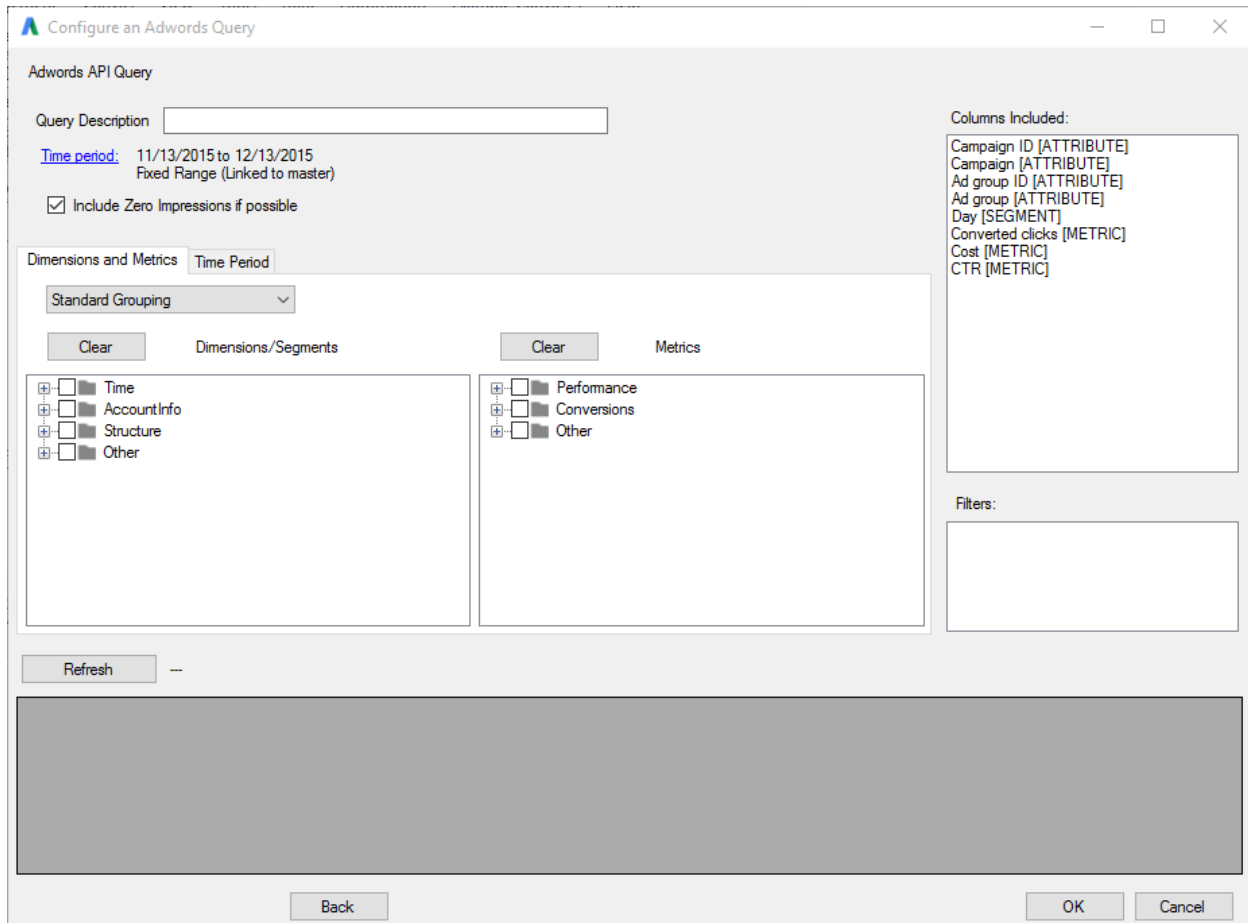 Configure an Adwords Query
Adwords API Query
Query Description
Time period: 11/13/2015 to 12/13/2015
Fixed Range (Linked to master)
Include Zero Impressions if possible
Dimensions and Metrics Time Period
Standard Grouping
Clear Dimensions/Segments Clear Metrics
Time
AccountInfo
Structure
Other
Performance
Conversions
Other
Columns Included:
Campaign ID [ATTRIBUTE]
Campaign [ATTRIBUTE]
Ad group ID [ATTRIBUTE]
Ad group [ATTRIBUTE]
Day [SEGMENT]
Converted clicks [METRIC]
Cost [METRIC]
CTR [METRIC]
Filters:
Refresh ---
Back OK Cancel